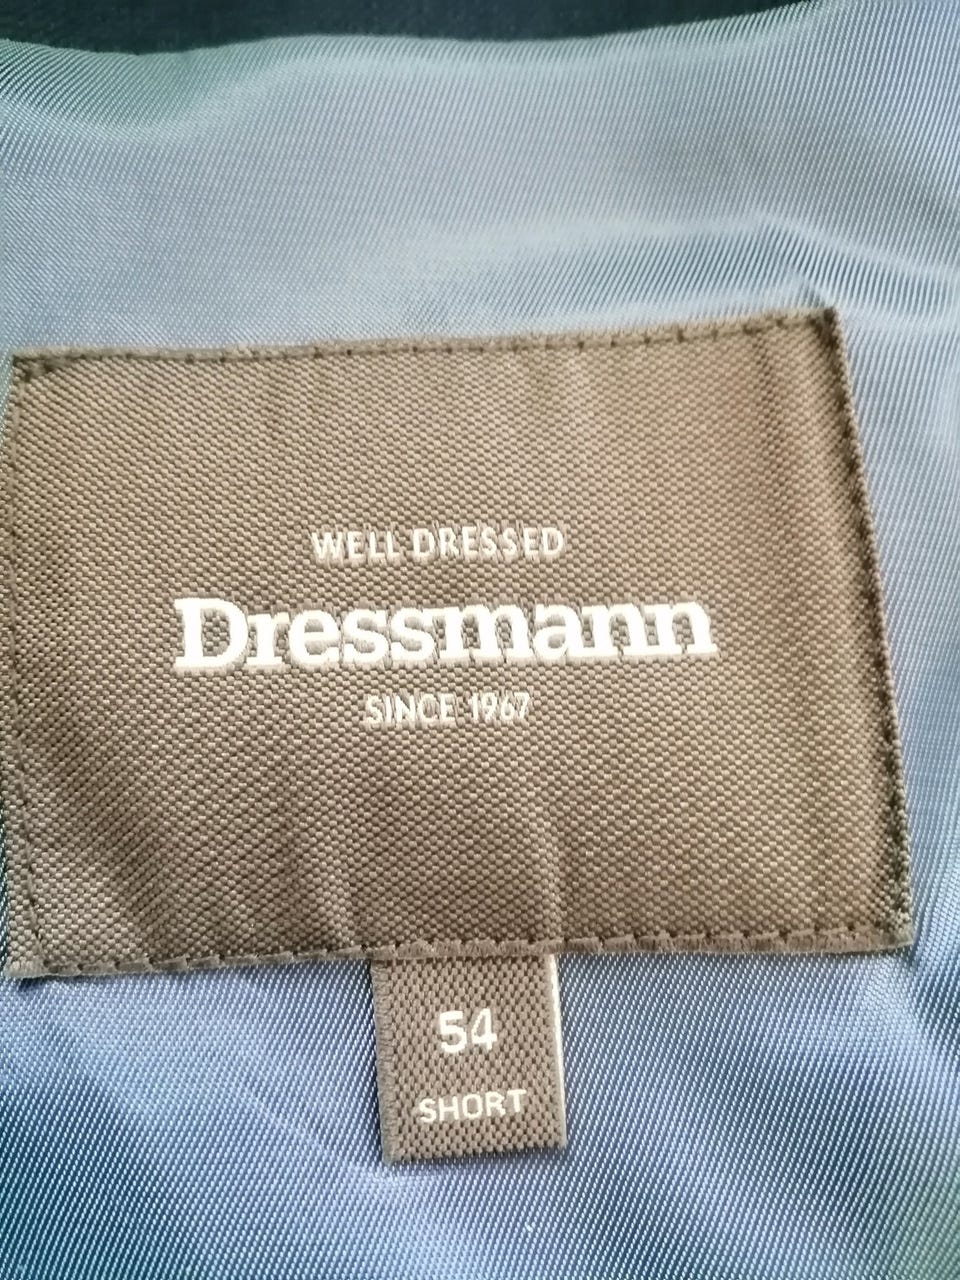 WELL DRESSED
Dressmann
SINCE 1967
54
SHORT